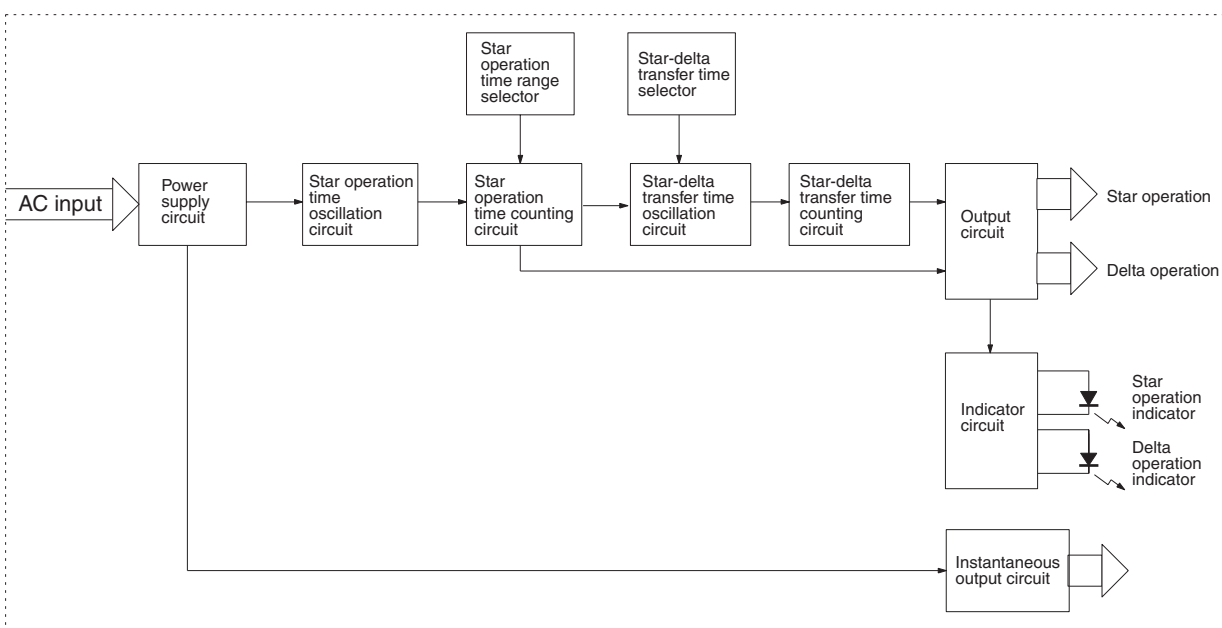 Star
operation
time range
selector
Star-delta
transfer time
selector
AC input
Power
supply
circuit
Star operation
time
oscillation
circuit
Star
operation
time counting
circuit
Star-delta
transfer time
oscillation circuit
Star-delta
transfer time
counting
circuit
Output
circuit
Star operation
Delta operation
Indicator
circuit
Star
operation
indicator
Delta
operation
indicator
Instantaneous
output circuit